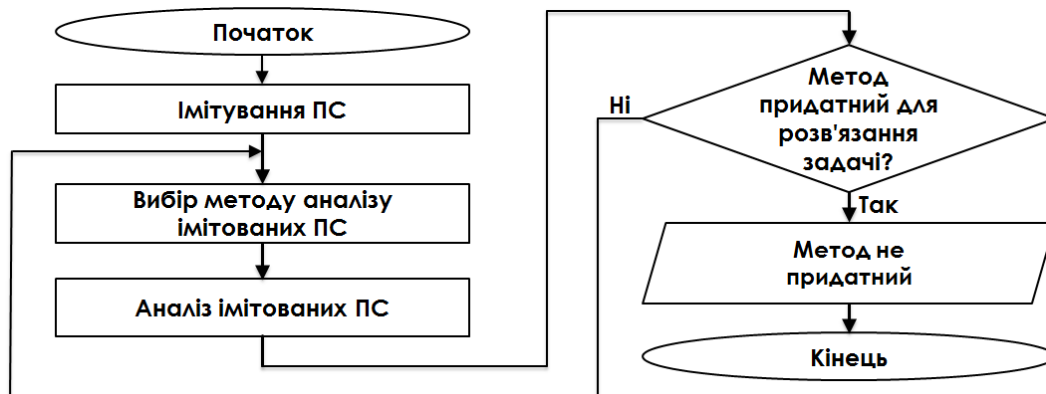 Початок
Імітування ПС
Вибір методу аналізу
імітованих ПС
Аналіз імітованих ПС
Метод
придатний для
розв'язання
задачі?
Ні
Так
Метод не
придатний
Кінець